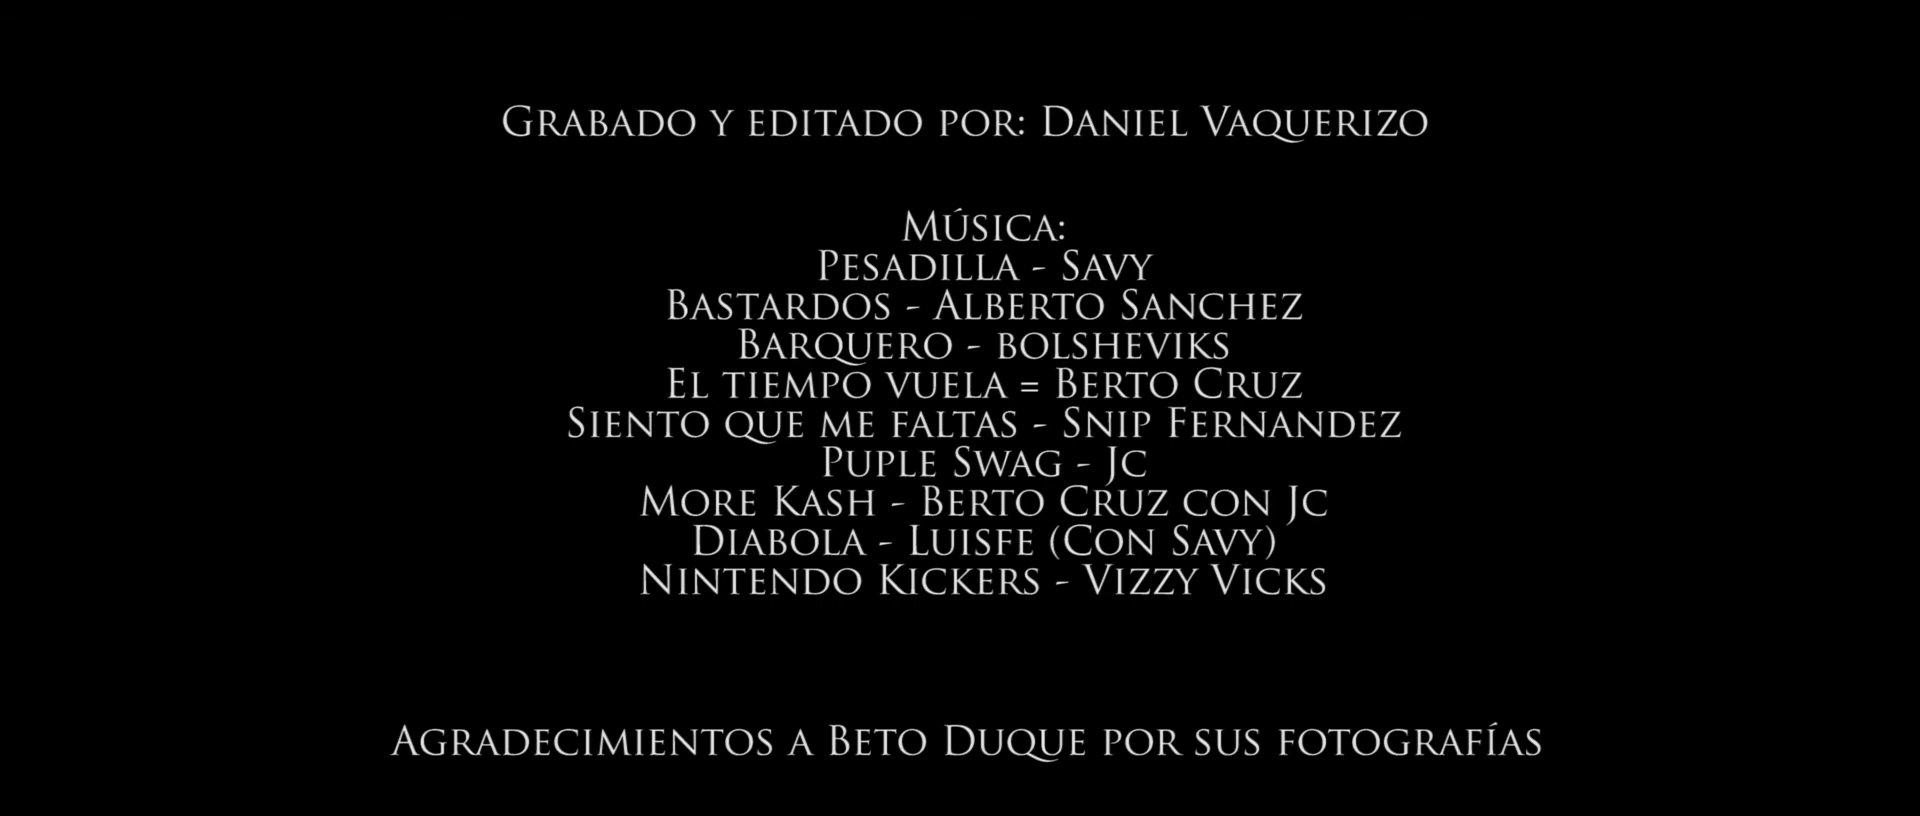 Grabado y editado por: Daniel Vaquerizo
Música:
Pesadilla - Savy
Bastardos - Alberto Sanchez
Barquero - bolsheviks
El tiempo vuela = Berto Cruz
Siento que me faltas - Snip Fernandez
Puple Swag - Jc
More Kash - Berto Cruz con Jc
Diabola - Luisfe (Con Savy)
Nintendo Kickers - Vizzy Vicks
Agradecimientos a Beto Duque por sus fotografías